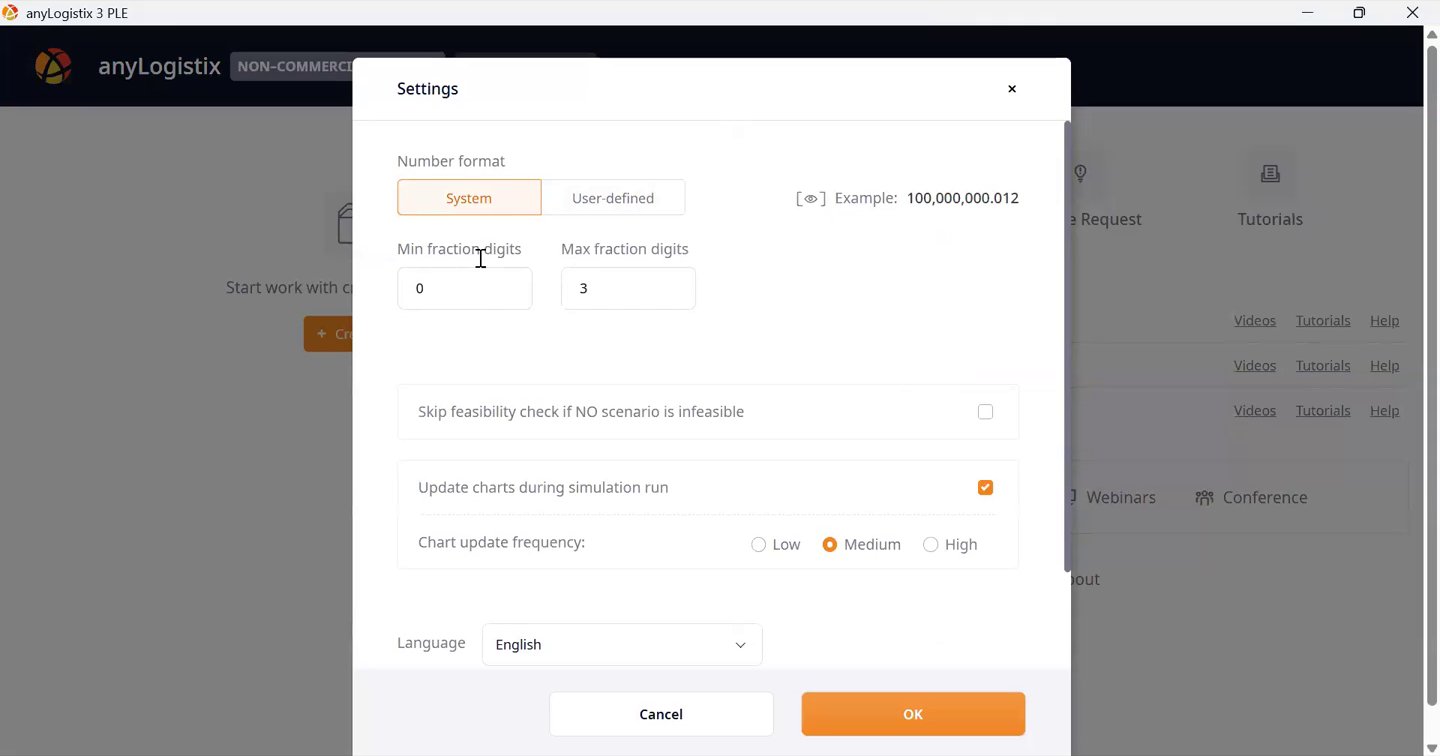 anyLogistix 3 PLE
anyLogistix NON-COMMERCI
Settings
Number format
System User-defined
Example: 100,000,000.012
Min fraction digits Max fraction digits
0 3
Skip feasibility check if NO scenario is infeasible
Update charts during simulation run
Chart update frequency: Low Medium High
Language English
Cancel OK
Start work with
Request
Tutorials
Videos Tutorials Help
Videos Tutorials Help
Videos Tutorials Help
Webinars Conference